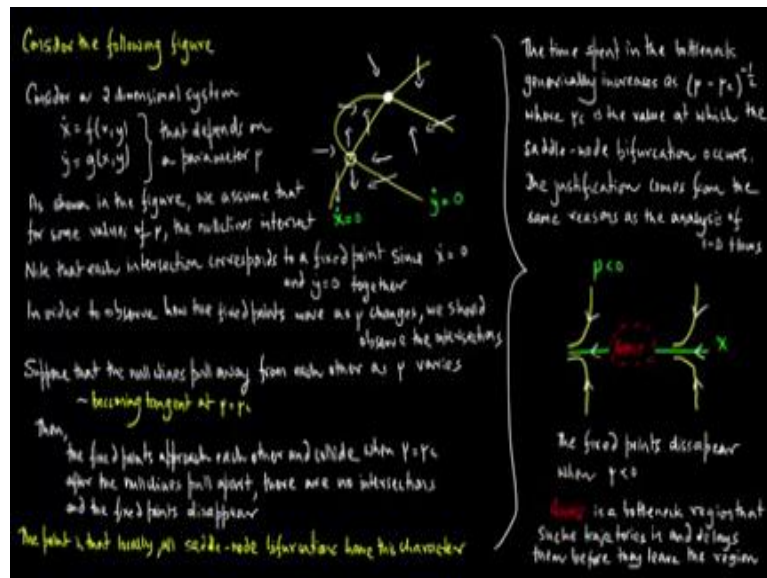 Consider the following figure
Consider a 2 dimensional system
ẋ = f(x,y)
ẏ = g(x,y)
that depends on
a parameter μ
As shown in the figure, we assume that
for some values of μ, the nullclines intersect
ẋ=0
ẏ=0
Note that each intersection corresponds to a fixed point since ẋ=0
and ẏ=0 together
In order to observe how the fixed points move as μ changes, we should
observe the intersections
Suppose that the nullclines pull away from each other as μ varies
~ becoming tangent at μ=μc
Then,
the fixed points approach each other and collide when μ=μc
after the nullclines pull apart, there are no intersections
and the fixed points disappear
The point is that locally, all saddle-node bifurcations have this character
The time spent in the bottleneck
generically increases as (μ - μc)^-1/2
where μc is the value at which the
saddle-node bifurcation occurs.
The justification comes from the
same reasons as the analysis of
1-D flows
μ<0
X
The fixed points dissapear
when μ<0
is a bottleneck region that
sucks trajectories in and delays
them before they leave the region